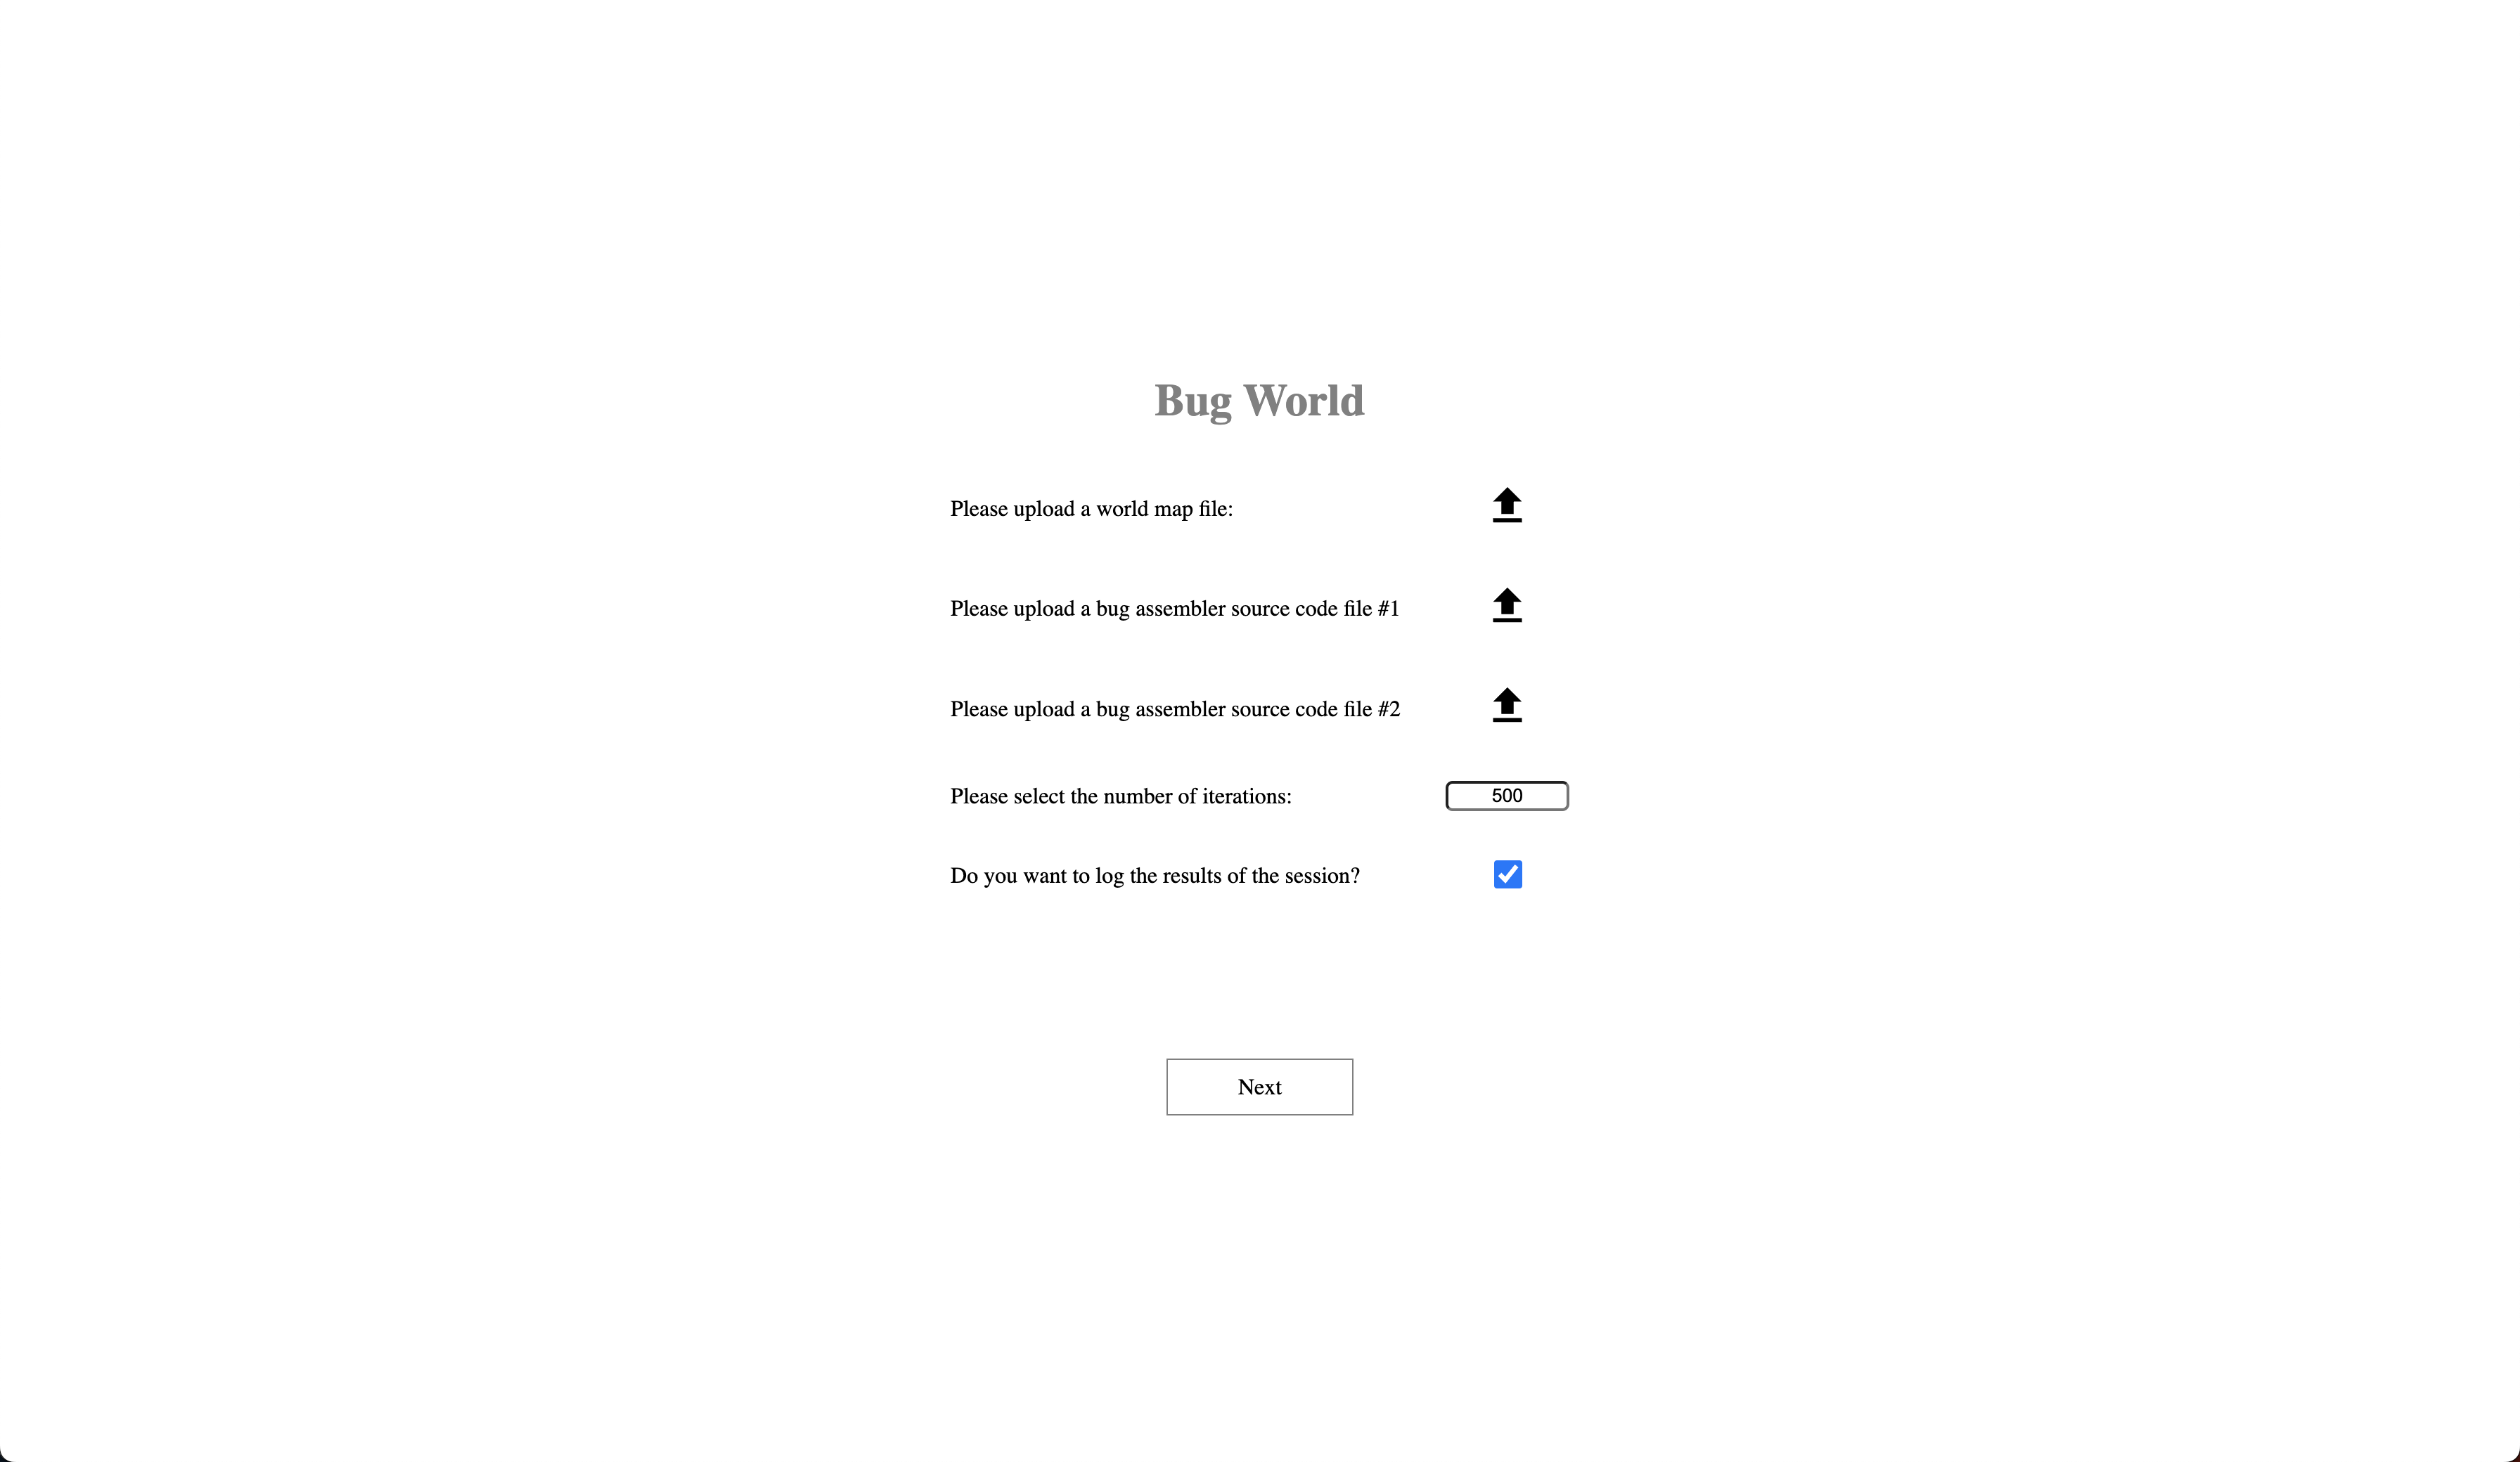 Bug World
Please upload a world map file:
Please upload a bug assembler source code file #1
Please upload a bug assembler source code file #2
Please select the number of iterations:
500
Do you want to log the results of the session?
Next